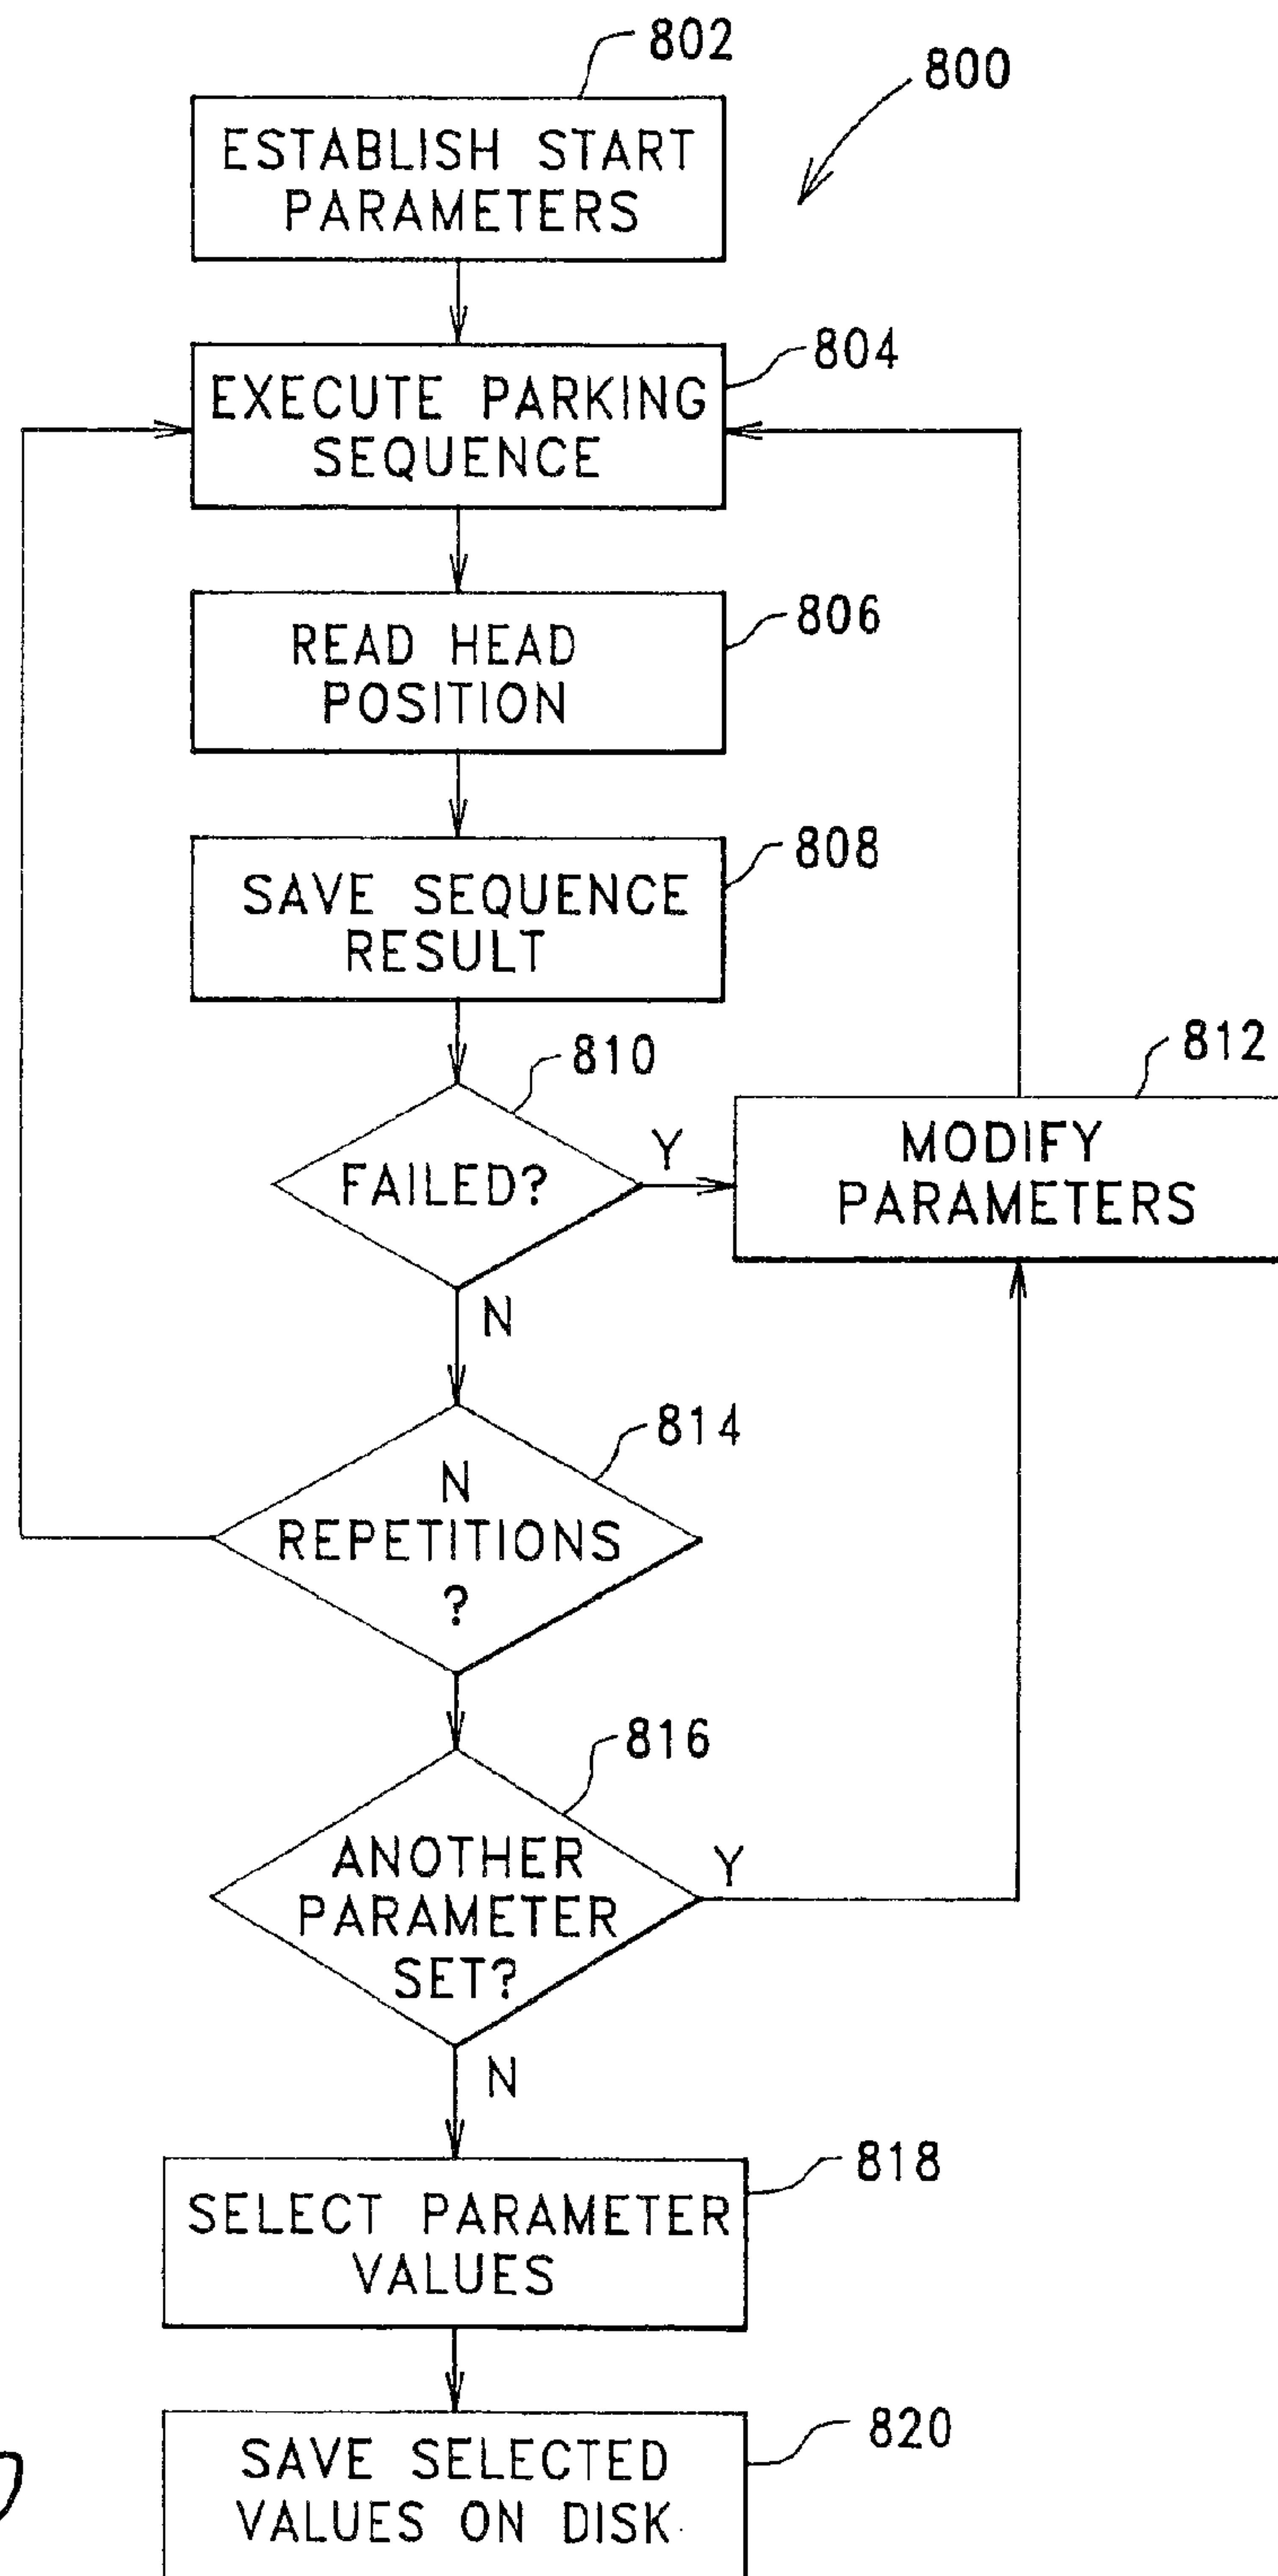 802
800
ESTABLISH START
PARAMETERS
804
EXECUTE PARKING
SEQUENCE
806
READ HEAD
POSITION
808
SAVE SEQUENCE
RESULT
810
FAILED?
Y
812
MODIFY
PARAMETERS
N
814
N
REPETITIONS
?
816
ANOTHER
PARAMETER
SET?
Y
N
818
SELECT PARAMETER
VALUES
820
SAVE SELECTED
VALUES ON DISK